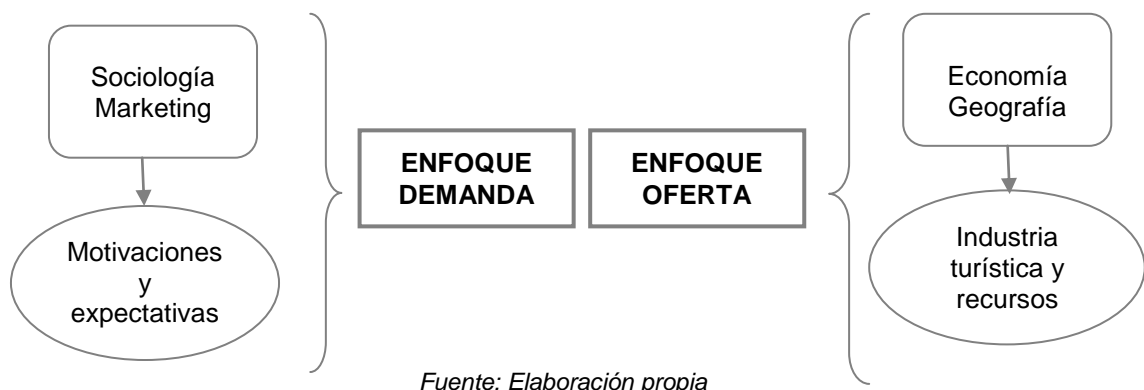 Sociología
Marketing
Motivaciones
y
expectativas
ENFOQUE
DEMANDA
ENFOQUE
OFERTA
Economía
Geografía
Industria
turística y
recursos
Fuente: Elaboración propia